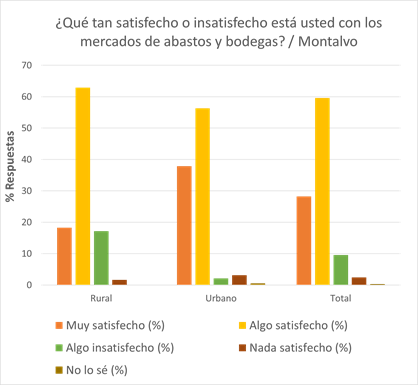 ¿Qué tan satisfecho o insatisfecho está usted con los
mercados de abastos y bodegas? / Montalvo
% Respuestas
70
60
50
40
30
20
10
0
Rural Urbano Total
Muy satisfecho (%) Algo satisfecho (%)
Algo insatisfecho (%) Nada satisfecho (%)
No lo sé (%)